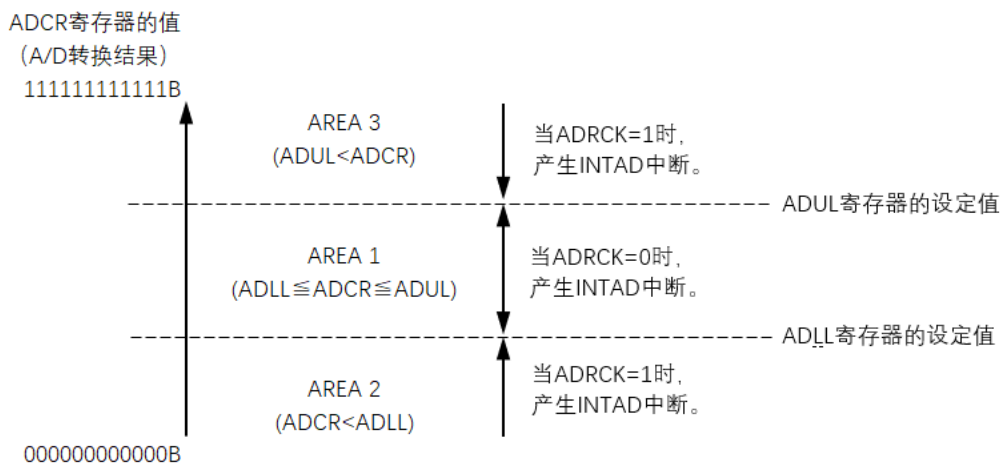 ADCR寄存器的值
（A/D转换结果）
111111111111B
AREA 3
(ADUL<ADCR)
当ADRCK=1时，
产生INTAD中断。
ADUL寄存器的设定值
AREA 1
(ADLL≦ADCR≦ADUL)
当ADRCK=0时，
产生INTAD中断。
ADLL寄存器的设定值
AREA 2
(ADCR<ADLL)
当ADRCK=1时，
产生INTAD中断。
000000000000B